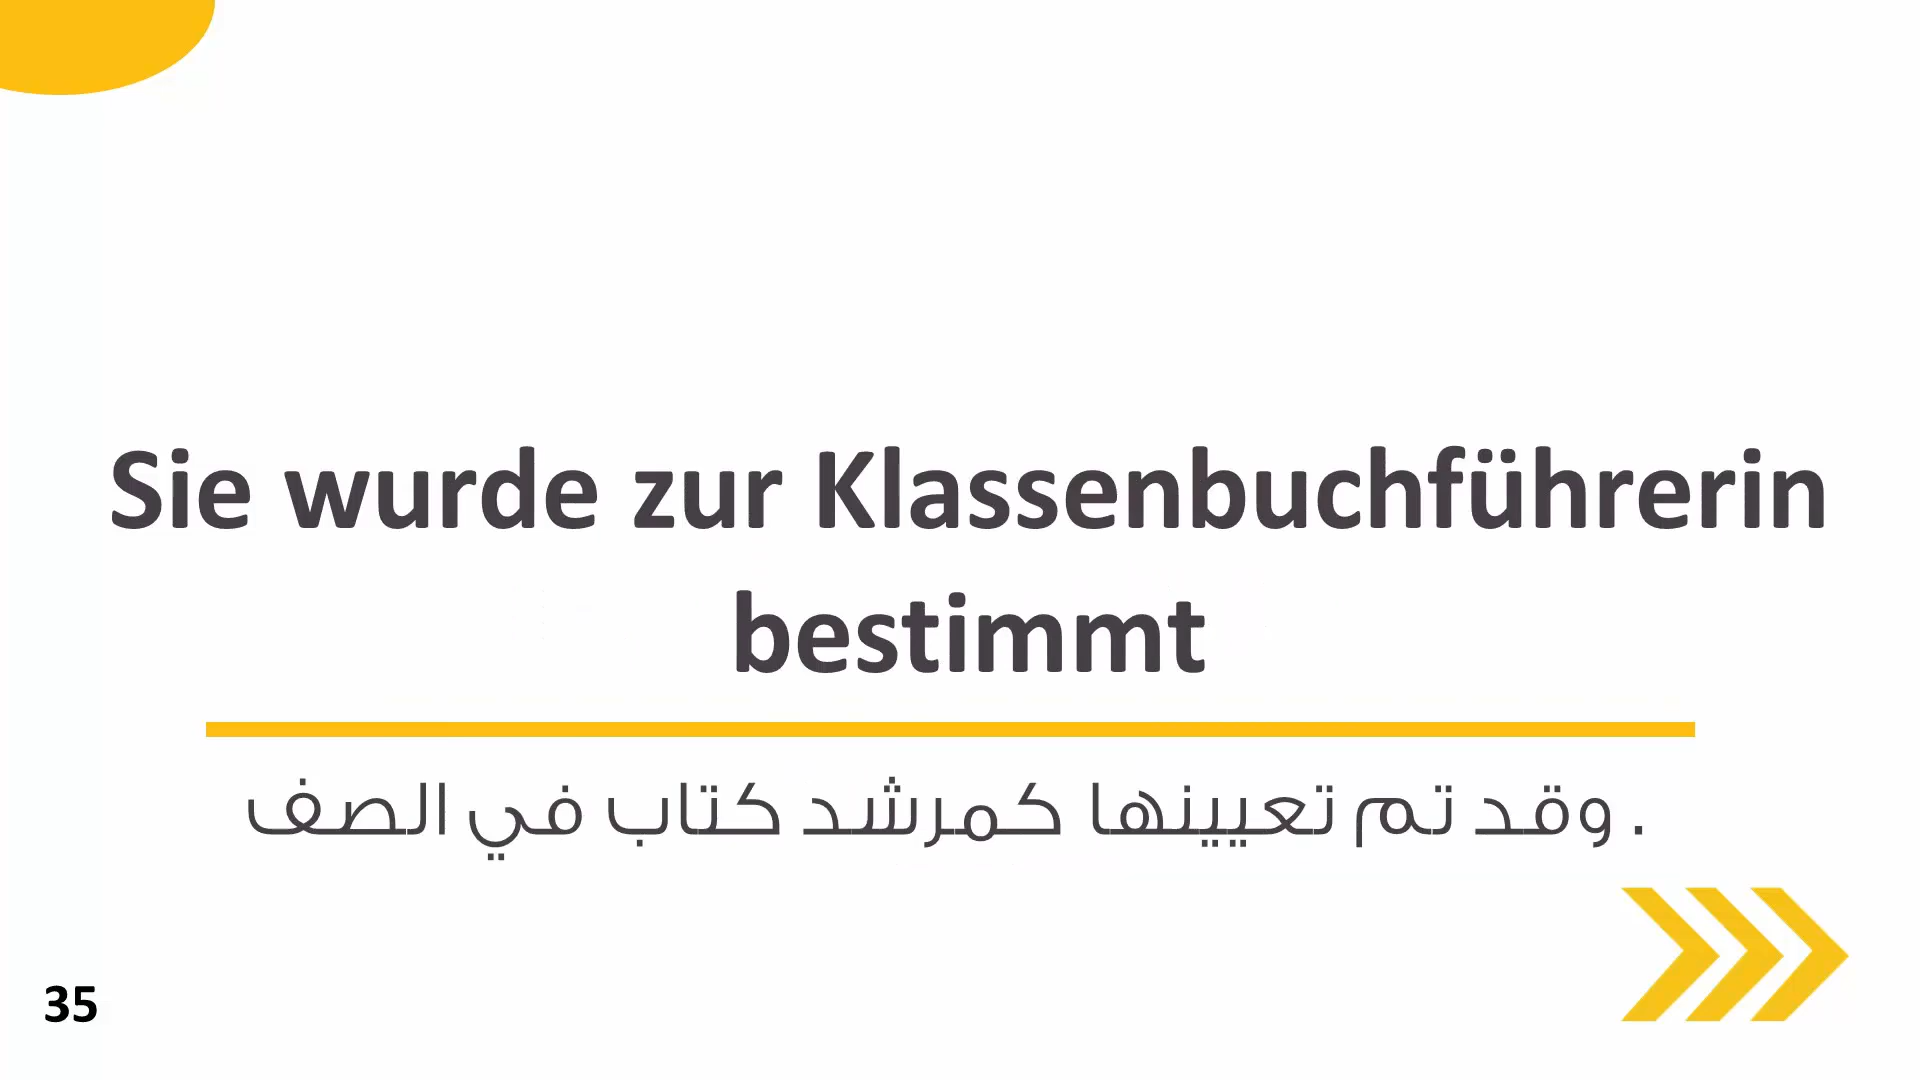 Sie wurde zur Klassenbuchführerin
bestimmt
. وقد تم تعيينها كمرشد كتاب في الصف
35